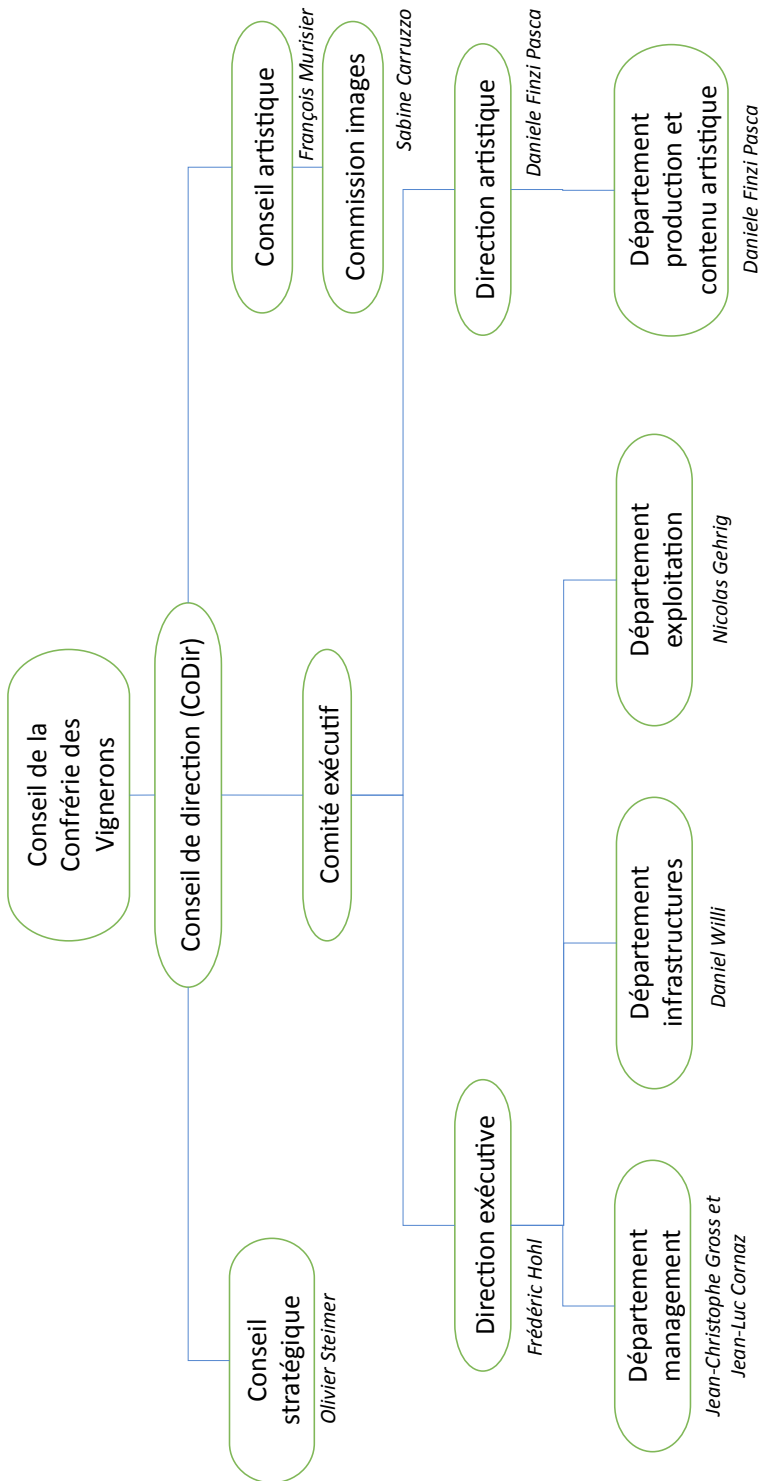 Conseil de la
Confrérie des
Vignerons
Conseil de direction (CoDir)
Conseil
stratégique
Olivier Steimer
Conseil artistique
François Murisier
Commission images
Sabine Carruzzo
Comité exécutif
Direction exécutive
Frédéric Hohl
Direction artistique
Daniele Finzi Pasca
Département
management
Jean-Christophe Gross et
Jean-Luc Cornaz
Département
infrastructures
Daniel Willi
Département
exploitation
Nicolas Gehrig
Département
production et
contenu artistique
Daniele Finzi Pasca